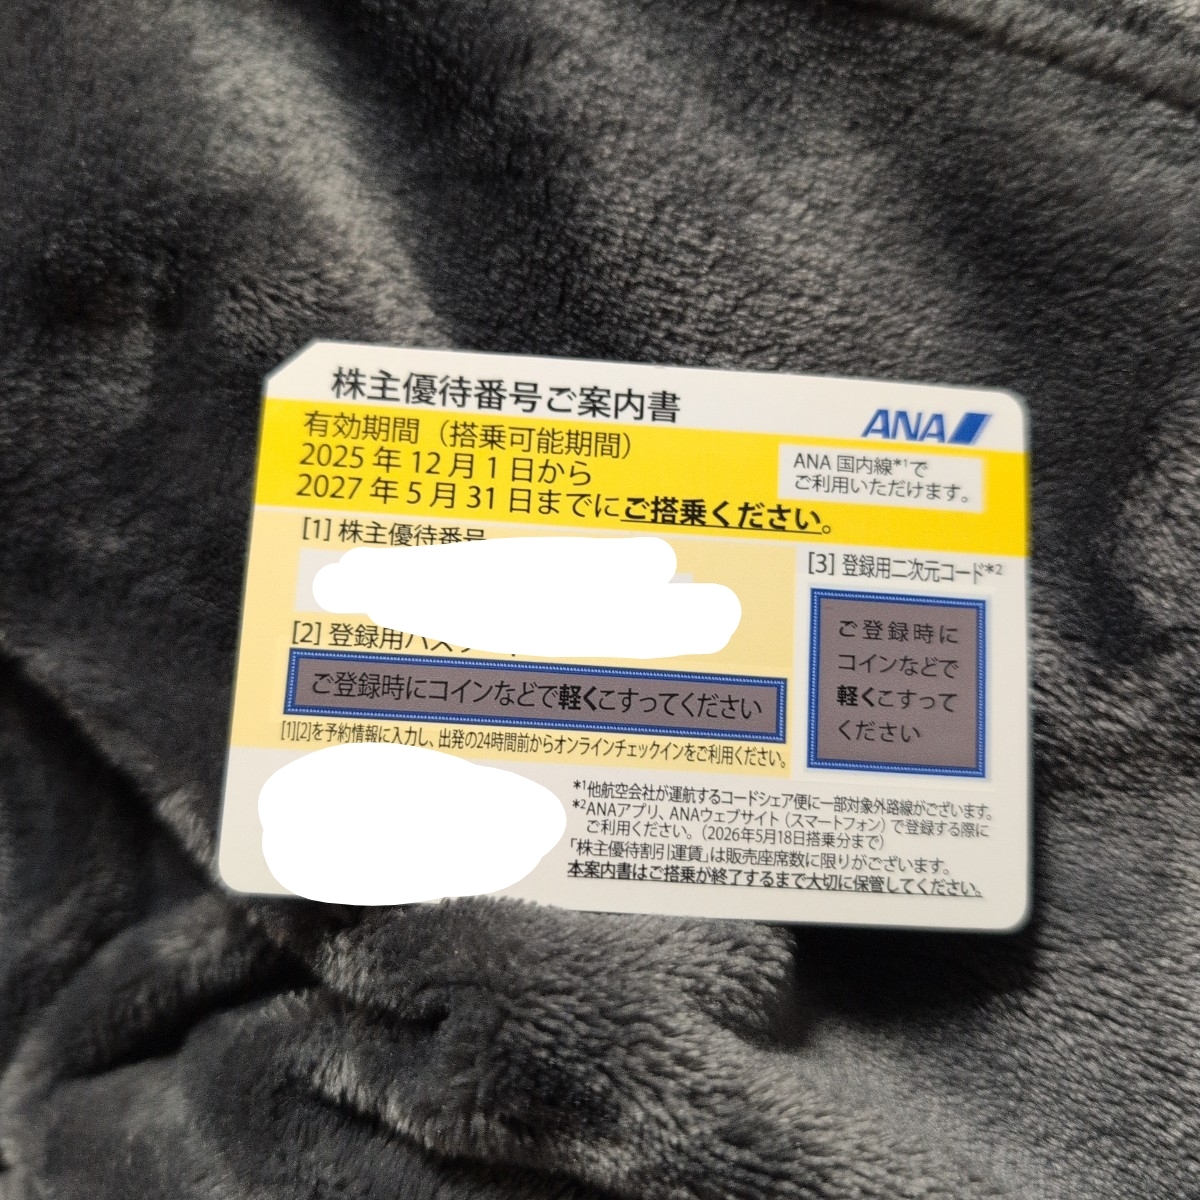 株主優待番号ご案内書
ANA
有効期間（搭乗可能期間）
2025年12月1日から
2027年5月31日までにご搭乗ください。
ANA国内線*1で
ご利用いただけます。
[1] 株主優待番号
[2] 登録用パス
ご登録時にコインなどで軽くこすってください
[1][2]を予約情報に入力し、出発の24時間前からオンラインチェックインをご利用ください。
[3] 登録用二次元コード*2
ご登録時に
コインなどで
軽くこすって
ください
*1他航空会社が運航するコードシェア便に一部対象外路線がございます。
*2ANAアプリ、ANAウェブサイト（スマートフォン）で登録する際に
ご利用ください。（2026年5月18日搭乗分まで）
「株主優待割引運賃」は販売座席数に限りがございます。
本案内書はご搭乗が終了するまで大切に保管してください。